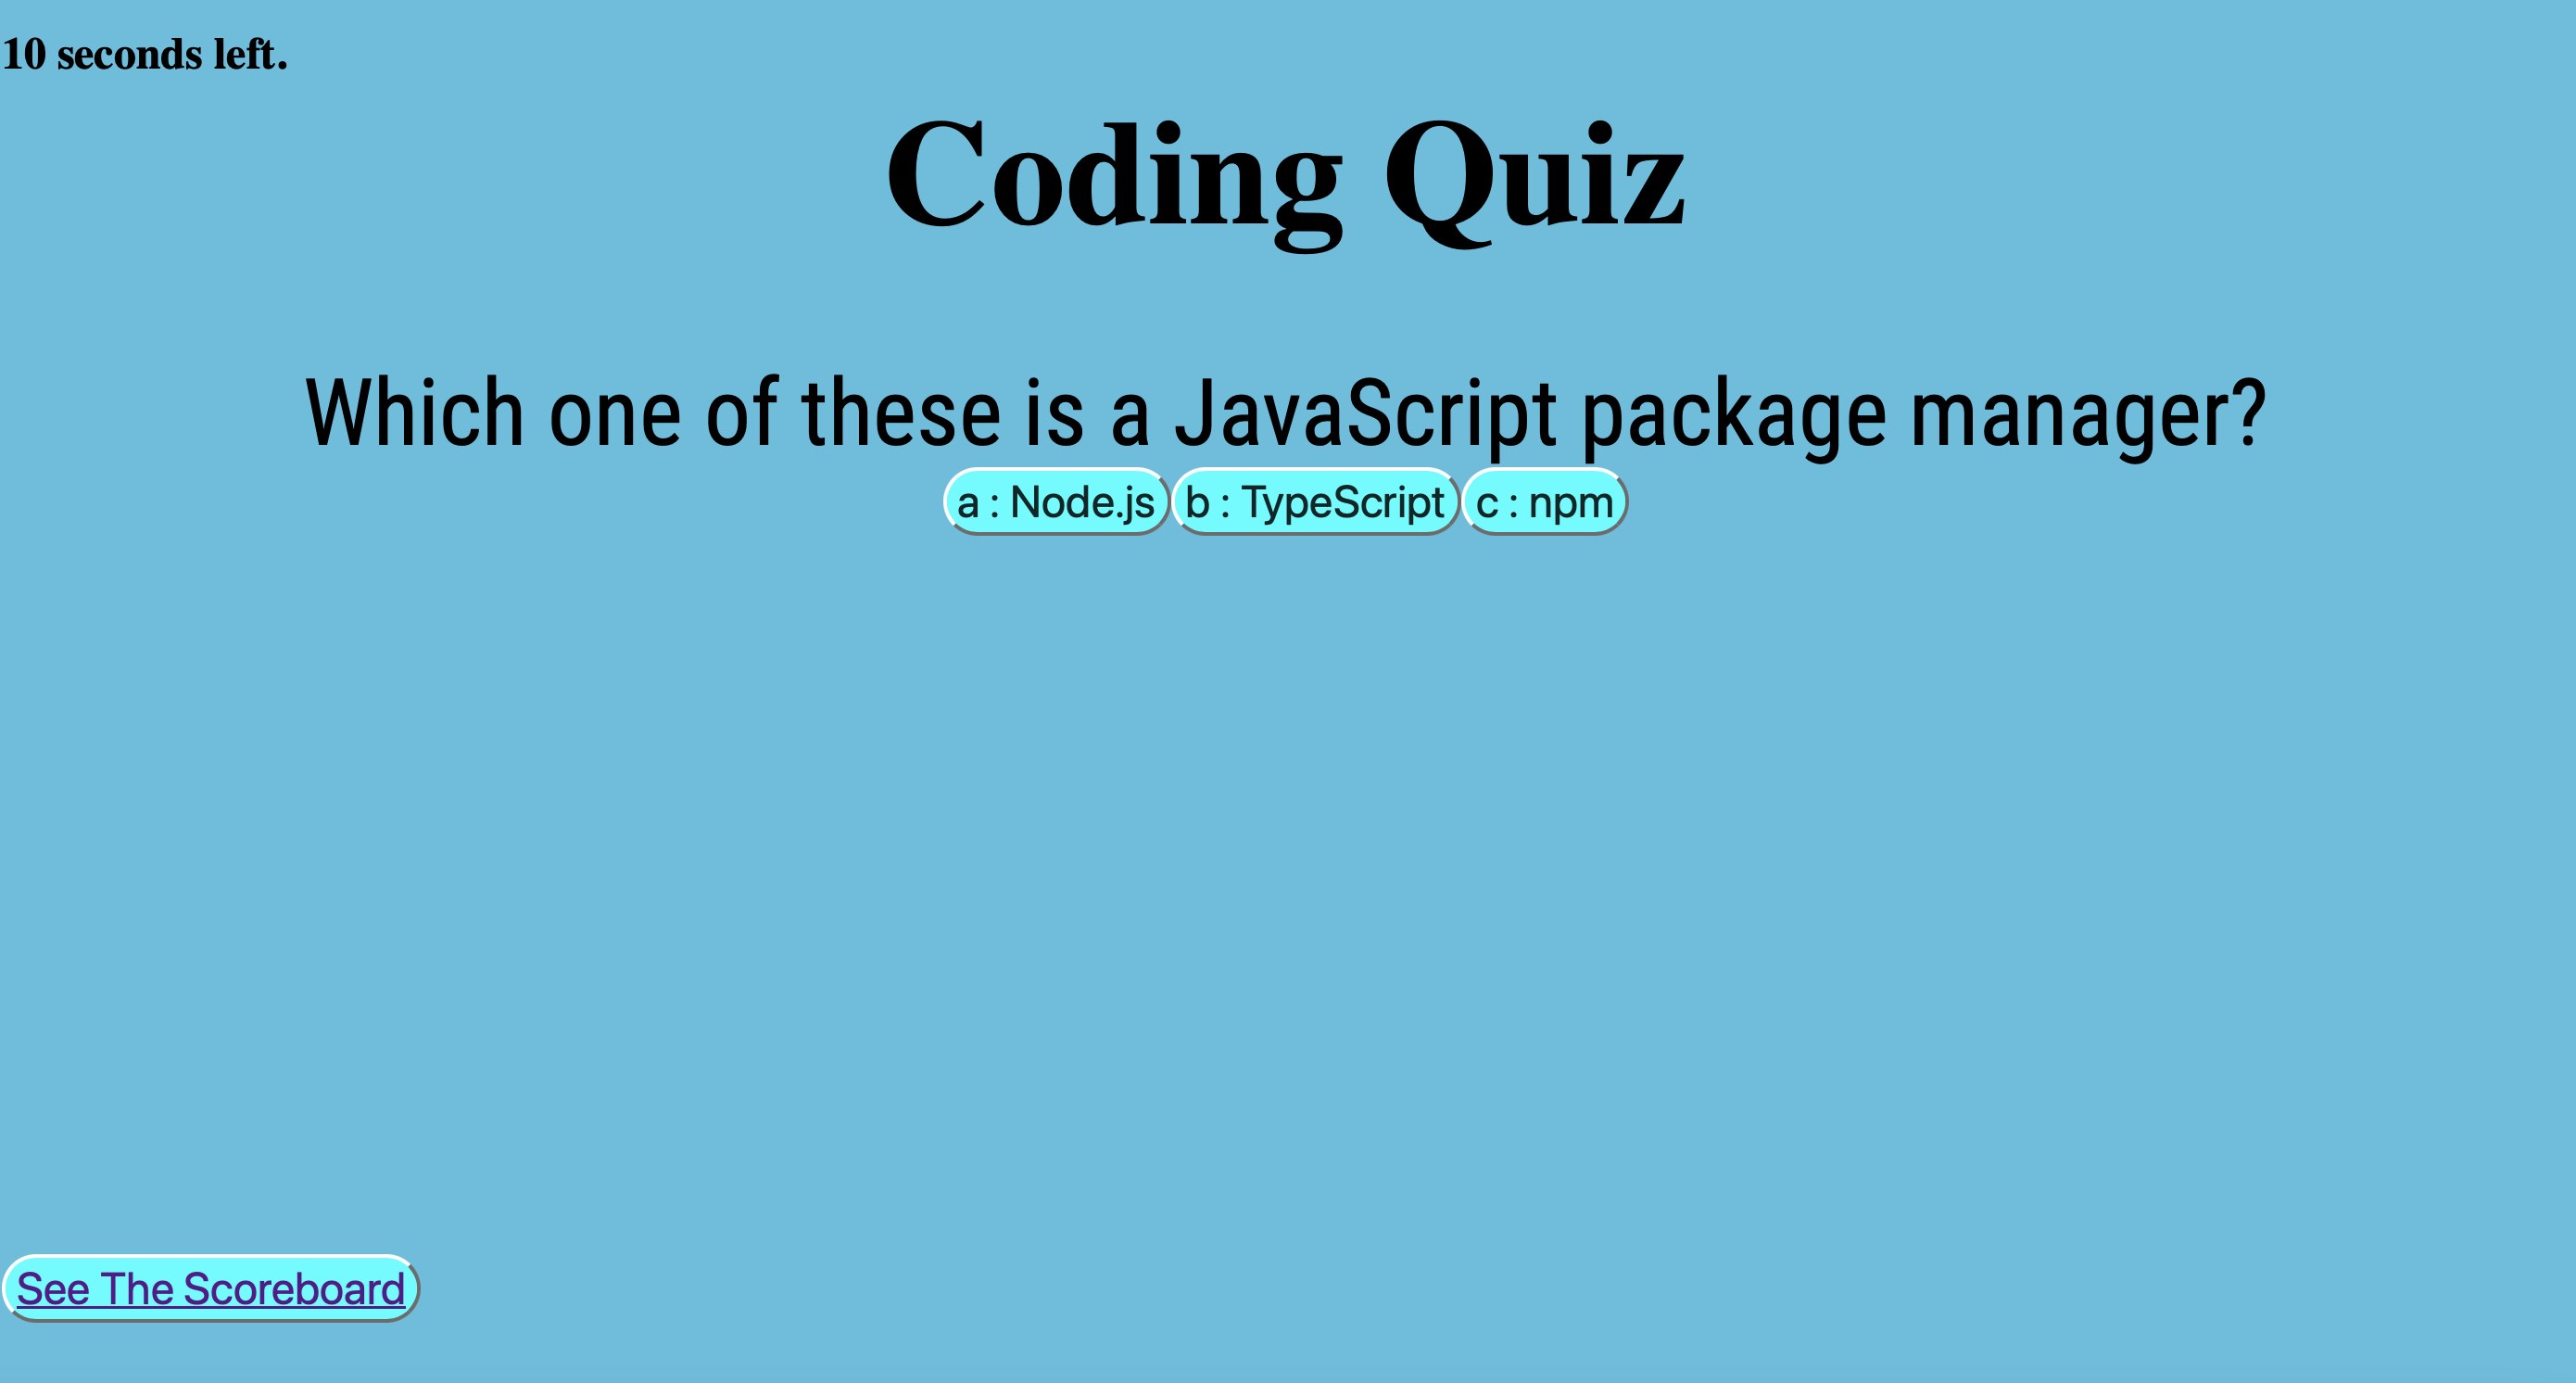 10 seconds left.
Coding Quiz
Which one of these is a JavaScript package manager?
a : Node.js b : TypeScript c : npm
See The Scoreboard